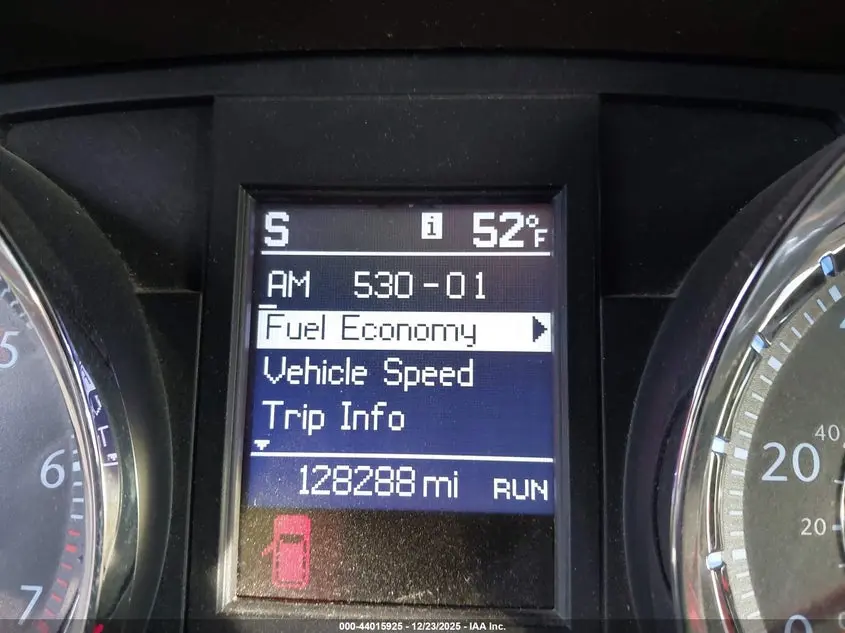 S i 52°F
AM 530-01
Fuel Economy
Vehicle Speed
Trip Info
128288 mi RUN
5
6
7
40
20
20
0
000-44015925 - 12/23/2025 - IAA Inc.